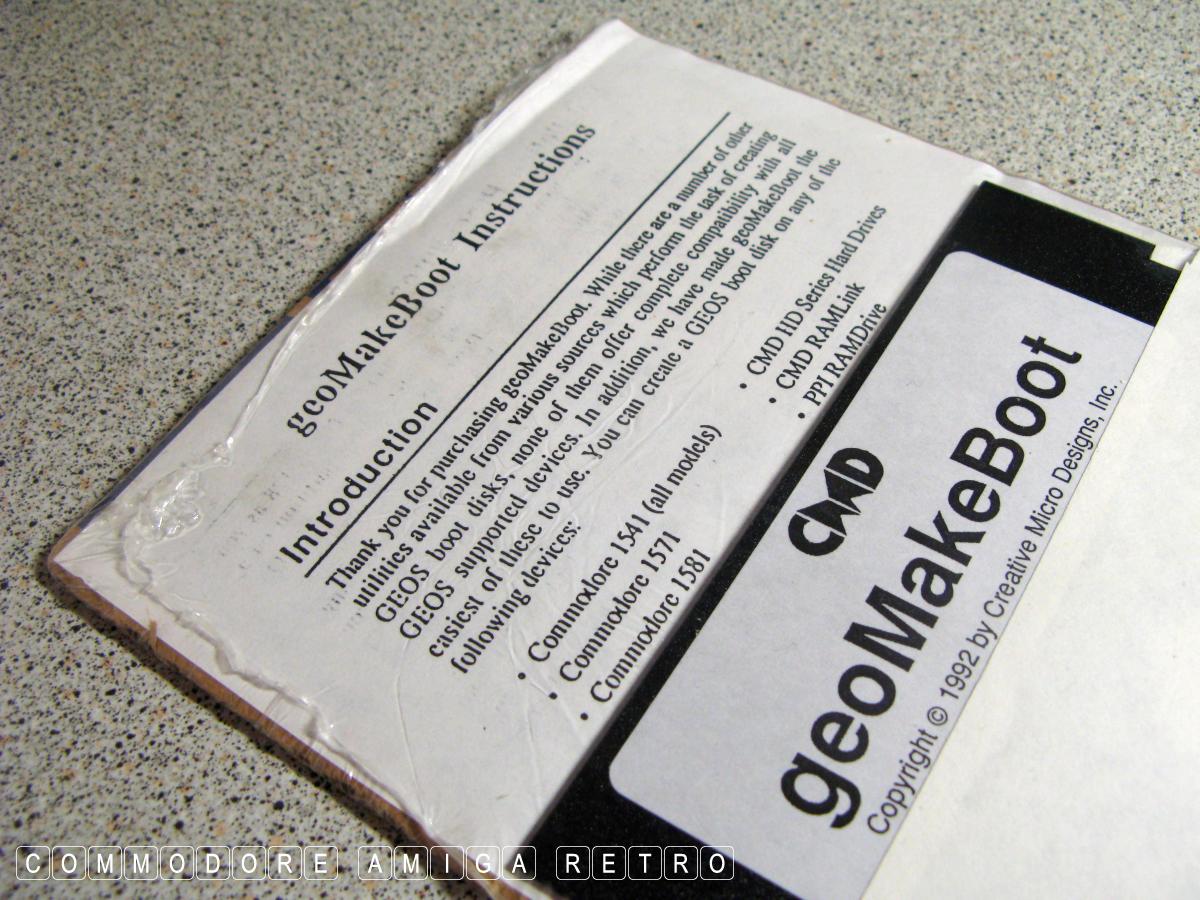 geoMakeBoot Instructions
Introduction
Thank you for purchasing geoMakeBoot. While there are a number of other
utilities available from various sources which perform the task of creating
GEOS boot disks, none of them offer complete compatibility with all
GEOS supported devices. In addition, we have made geoMakeBoot the
easiest of these to use. You can create a GEOS boot disk on any of the
following devices:
• Commodore 1541 (all models)
• Commodore 1571
• Commodore 1581
• CMD HD Series Hard Drives
• CMD RAMLink
• PPI RAMDrive
CMD
geoMakeBoot
Copyright © 1992 by Creative Micro Designs, Inc.
COMMODORE AMIGA RETRO